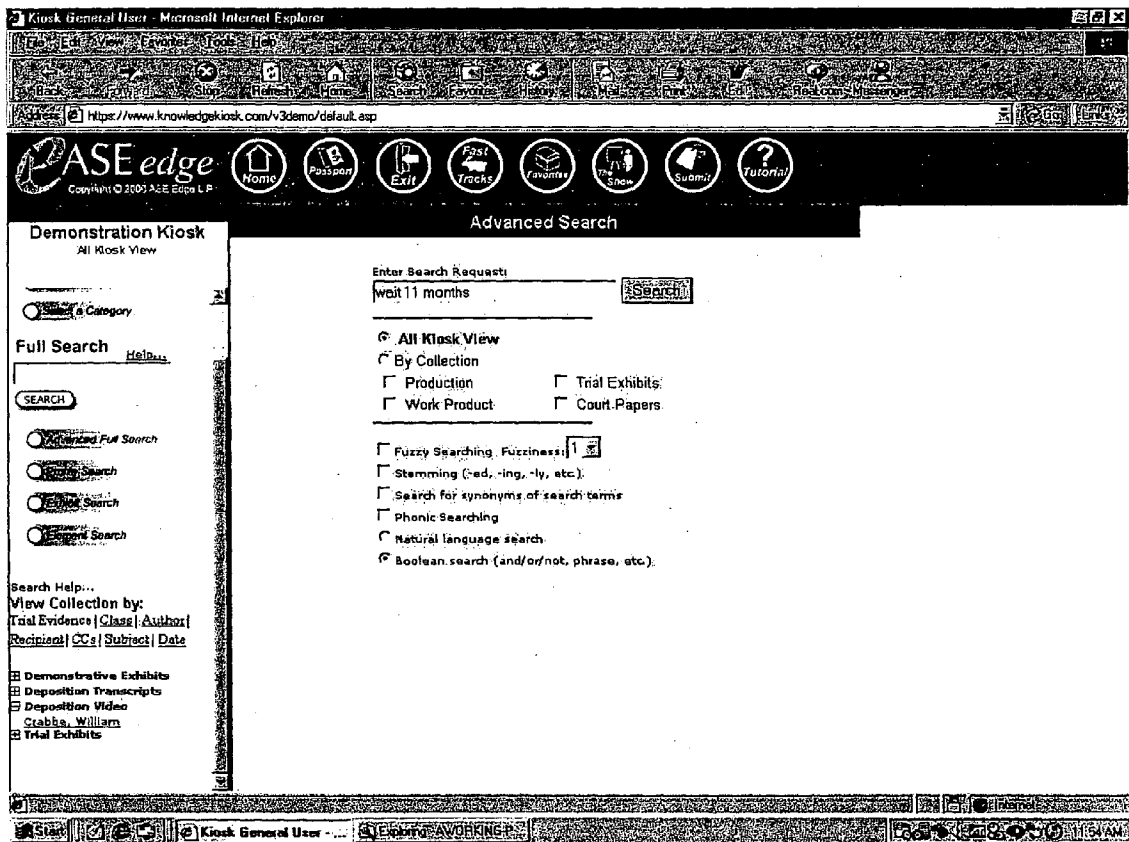 Kiosk General User - Microsoft Internet Explorer
File Edit View Favorites Tools Help
Back Forward Stop Refresh Home Search Favorites History Mail Print Edit Real.com Messenger
Address https://www.knowledgekiosk.com/v3demo/default.asp Go Links
CASE edge
Copyright © 2000 CASE Edge L.P.
Home Passport Exit Fast Tracks Favorites The Show Submit Tutorial
Demonstration Kiosk
All Kiosk View
Select a Category
Full Search Help...
SEARCH
Advanced Full Search
Profile Search
Exhibit Search
Element Search
Search Help...
View Collection by:
Trial Evidence | Class | Author |
Recipient | CCs | Subject | Date
Demonstrative Exhibits
Deposition Transcripts
Deposition Video
Crabbe, William
Trial Exhibits
Advanced Search
Enter Search Request:
wait 11 months Search
All Kiosk View
By Collection
Production Trial Exhibits
Work Product Court Papers
Fuzzy Searching Fuzziness: 1
Stemming (-ed, -ing, -ly, etc.)
Search for synonyms of search terms
Phonic Searching
Natural language search
Boolean search (and/or/not, phrase, etc.)
Internet
Start Kiosk General User - ... Exploring - AWORKING-P... 11:54 AM